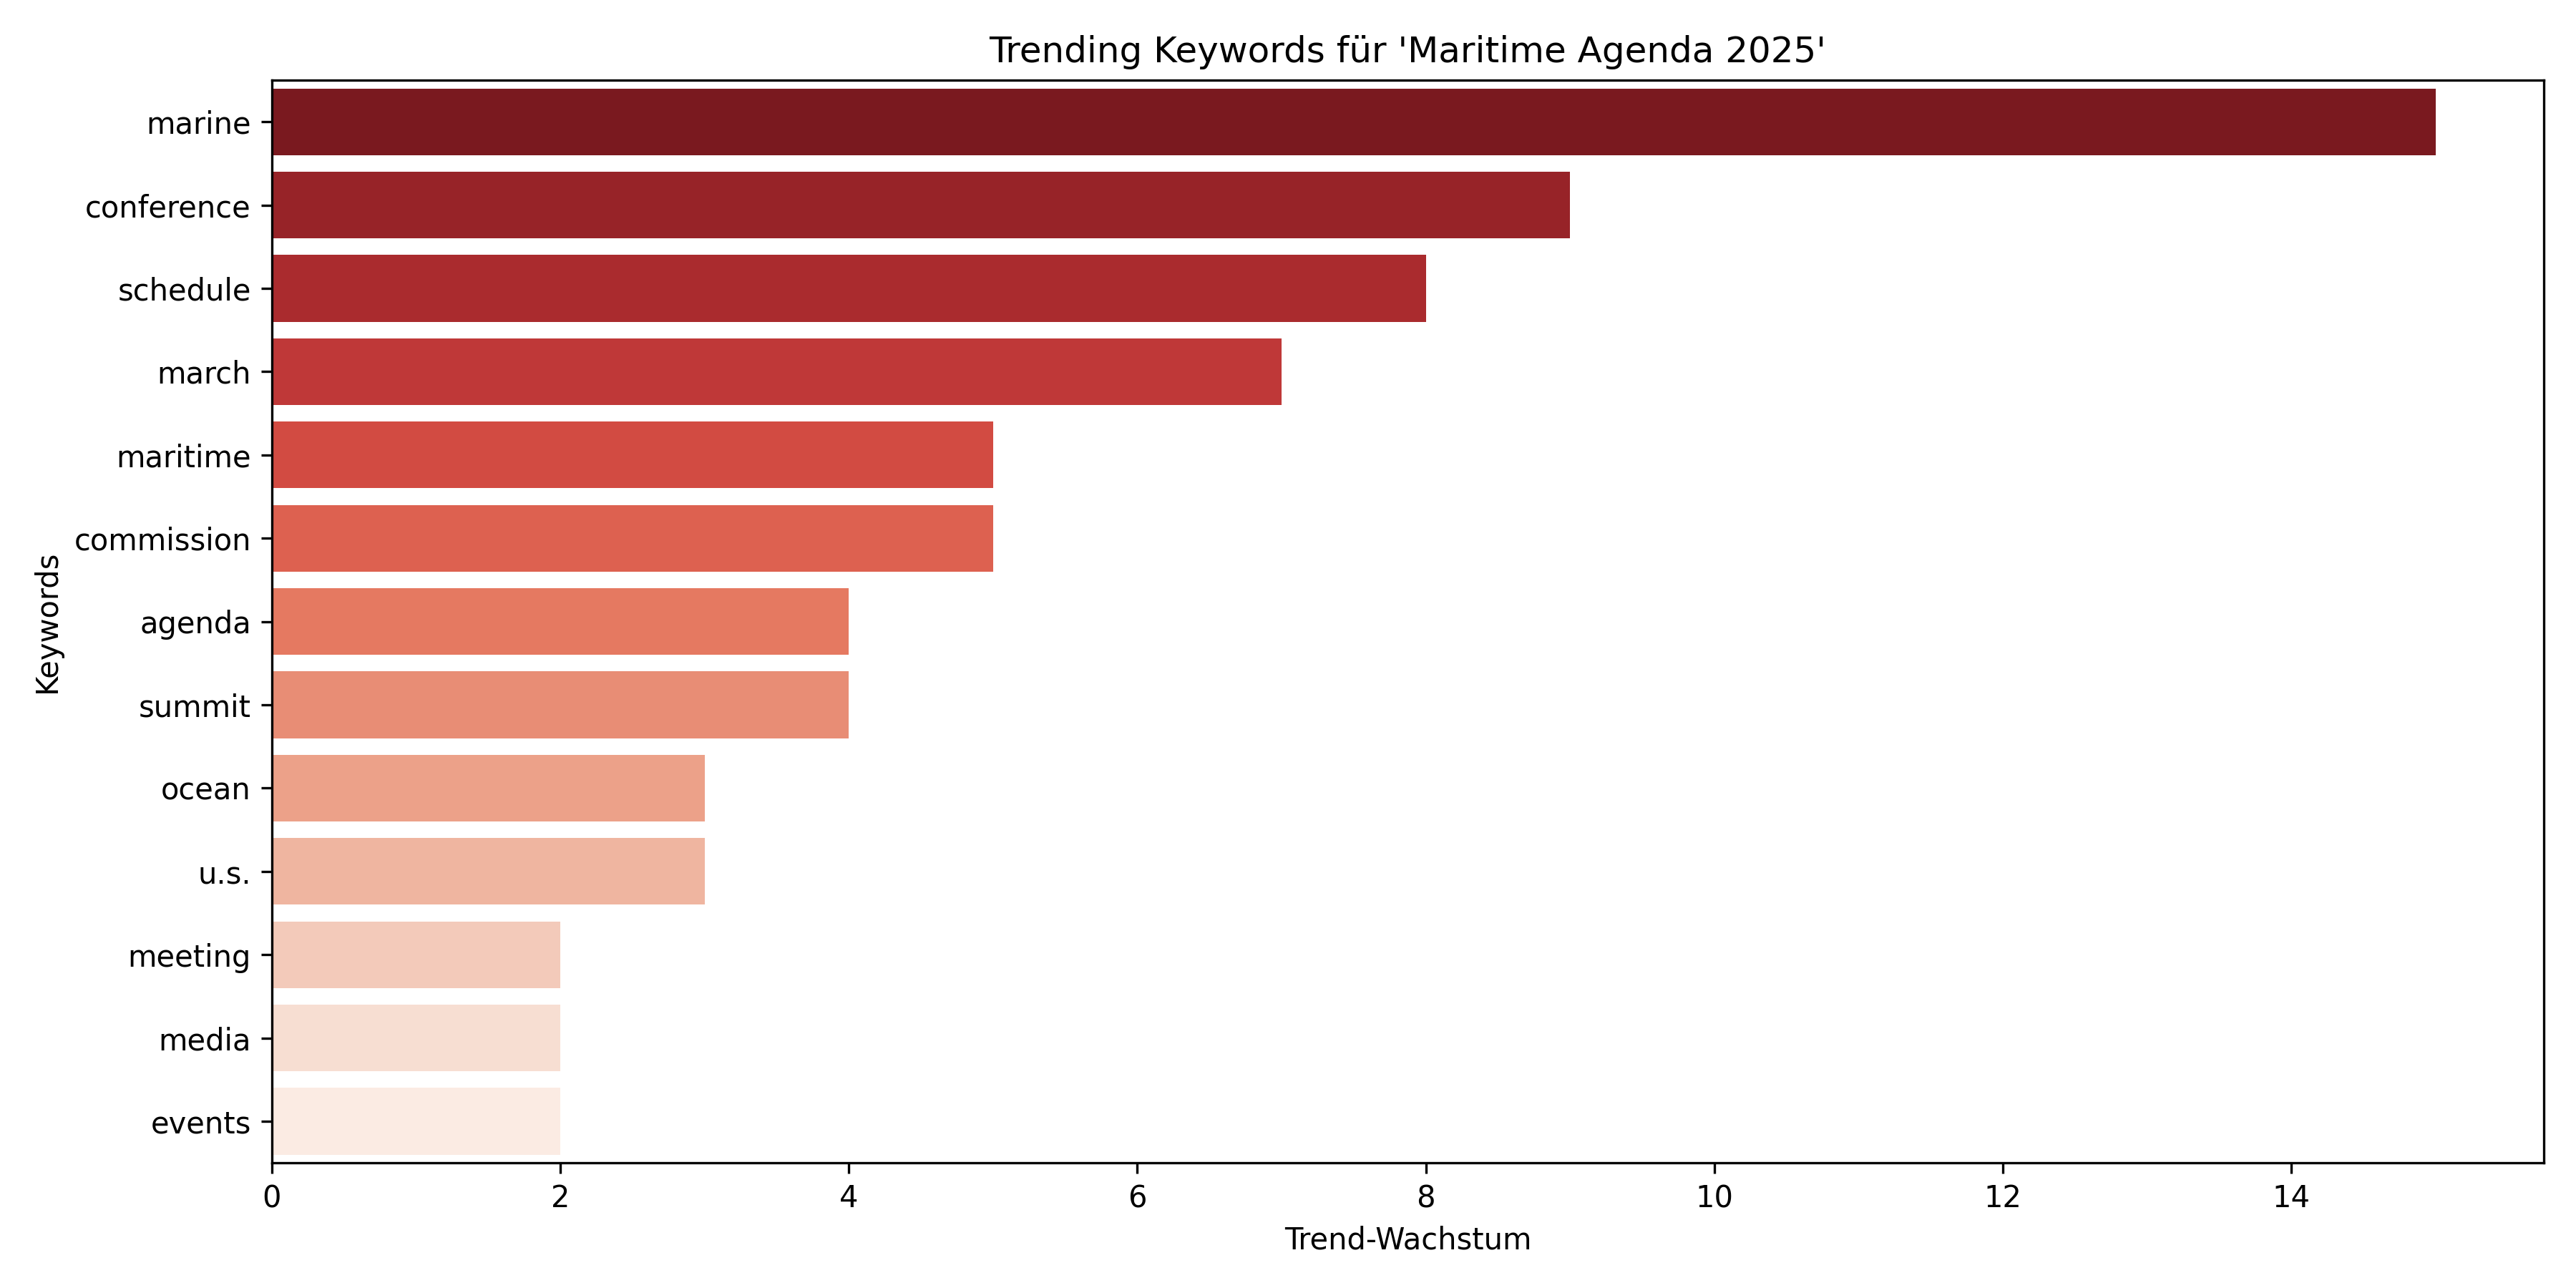 Trending Keywords für 'Maritime Agenda 2025'
Keywords
marine
conference
schedule
march
maritime
commission
agenda
summit
ocean
u.s.
meeting
media
events
0 2 4 6 8 10 12 14
Trend-Wachstum